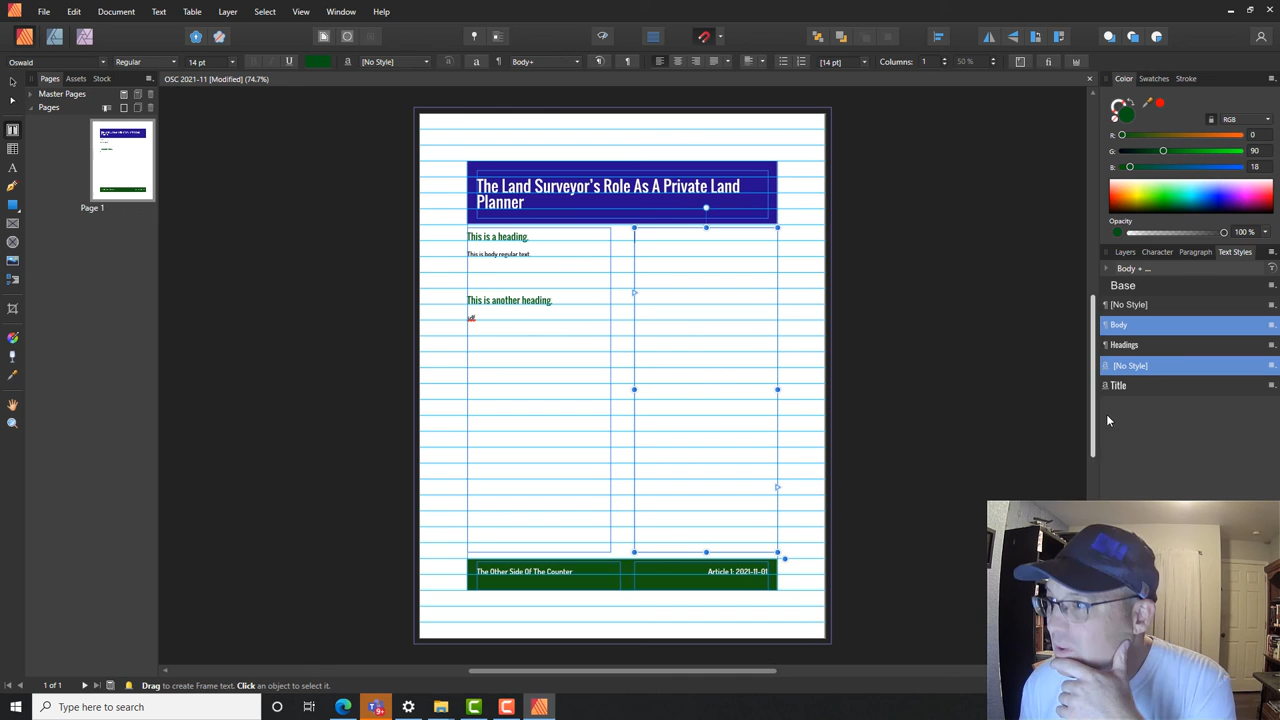 File Edit Document Text Table Layer Select View Window Help
Oswald Regular 14 pt B I U [No Style] Body+ [14 pt] Columns: 1 50 %
Pages Assets Stock OSC 2021-11 [Modified] (74.7%)
Master Pages
Pages
Page 1
The Land Surveyor's Role As A Private Land
Planner
This is a heading.
This is body regular text
This is another heading.
The Other Side Of The Counter Article 1: 2021-11-01
Color Swatches Stroke
RGB
R: 0
G: 90
B: 18
Opacity
100 %
Layers Character Paragraph Text Styles
Body + ...
Base
[No Style]
Body
Headings
[No Style]
Title
1 of 1 Drag to create Frame text. Click an object to select it.
Type here to search
9+